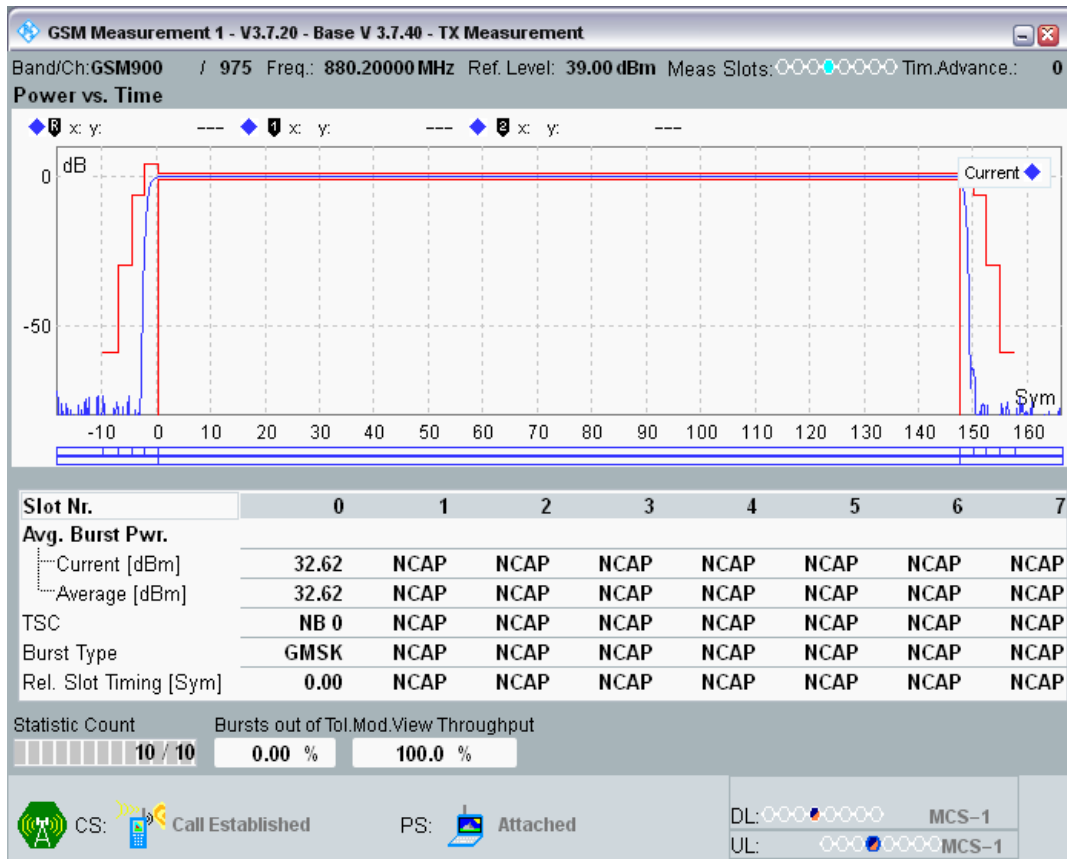 GSM Measurement 1 - V3.7.20 - Base V 3.7.40 - TX Measurement
Band/Ch:GSM900 / 975 Freq.: 880.20000 MHz Ref. Level: 39.00 dBm Meas Slots: Tim.Advance.: 0
Power vs. Time
R x: y: --- 1 x: y: --- 2 x: y: ---
dB
Current
0
-50
Sym
-10 0 10 20 30 40 50 60 70 80 90 100 110 120 130 140 150 160
Slot Nr. 0 1 2 3 4 5 6 7
Avg. Burst Pwr.
Current [dBm] 32.62 NCAP NCAP NCAP NCAP NCAP NCAP NCAP
Average [dBm] 32.62 NCAP NCAP NCAP NCAP NCAP NCAP NCAP
TSC NB 0 NCAP NCAP NCAP NCAP NCAP NCAP NCAP
Burst Type GMSK NCAP NCAP NCAP NCAP NCAP NCAP NCAP
Rel. Slot Timing [Sym] 0.00 NCAP NCAP NCAP NCAP NCAP NCAP NCAP
Statistic Count Bursts out of Tol.Mod.View Throughput
10 / 10 0.00 % 100.0 %
CS: Call Established PS: Attached
DL: MCS-1
UL: MCS-1